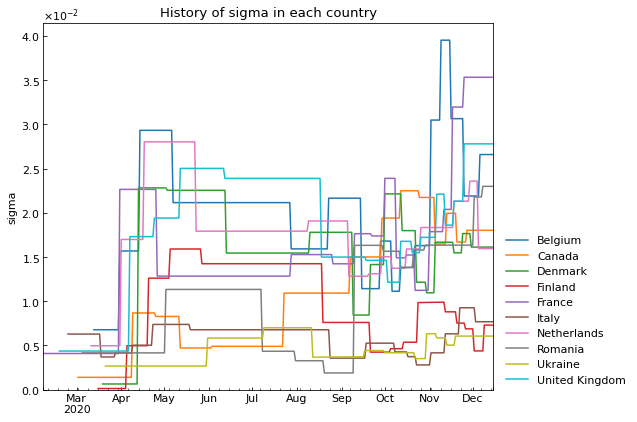 History of sigma in each country
×10⁻²
4.0
3.5
3.0
2.5
2.0
1.5
1.0
0.5
0.0
sigma
Mar Apr May Jun Jul Aug Sep Oct Nov Dec
2020
Belgium
Canada
Denmark
Finland
France
Italy
Netherlands
Romania
Ukraine
United Kingdom